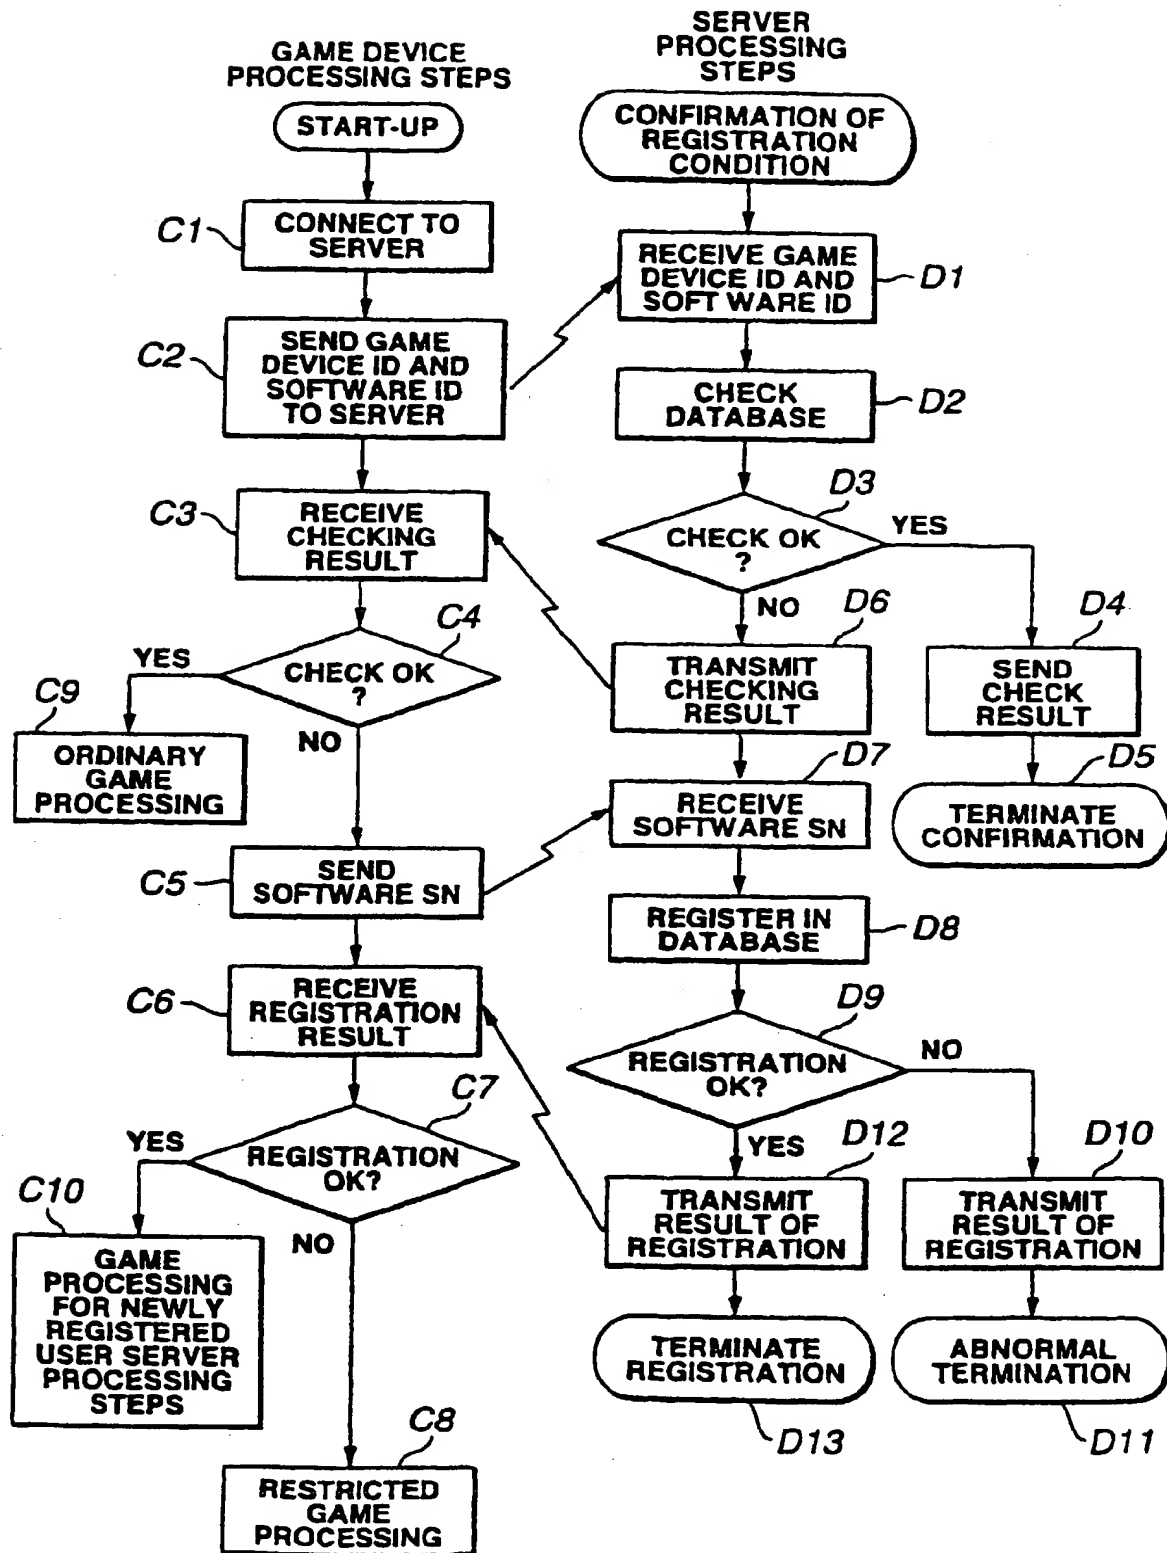 GAME DEVICE
PROCESSING STEPS
START-UP
C1
CONNECT TO
SERVER
C2
SEND GAME
DEVICE ID AND
SOFTWARE ID
TO SERVER
C3
RECEIVE
CHECKING
RESULT
C4
CHECK OK
?
YES
NO
C9
ORDINARY
GAME
PROCESSING
C5
SEND
SOFTWARE SN
C6
RECEIVE
REGISTRATION
RESULT
C7
REGISTRATION
OK?
YES
NO
C10
GAME
PROCESSING
FOR NEWLY
REGISTERED
USER SERVER
PROCESSING
STEPS
C8
RESTRICTED
GAME
PROCESSING
SERVER
PROCESSING
STEPS
CONFIRMATION OF
REGISTRATION
CONDITION
RECEIVE GAME
DEVICE ID AND
SOFT WARE ID
D1
CHECK
DATABASE
D2
D3
CHECK OK
?
YES
NO
D6
TRANSMIT
CHECKING
RESULT
D4
SEND
CHECK
RESULT
D5
TERMINATE
CONFIRMATION
D7
RECEIVE
SOFTWARE SN
REGISTER IN
DATABASE
D8
D9
REGISTRATION
OK?
NO
YES
D12
TRANSMIT
RESULT OF
REGISTRATION
D10
TRANSMIT
RESULT OF
REGISTRATION
TERMINATE
REGISTRATION
D13
ABNORMAL
TERMINATION
D11